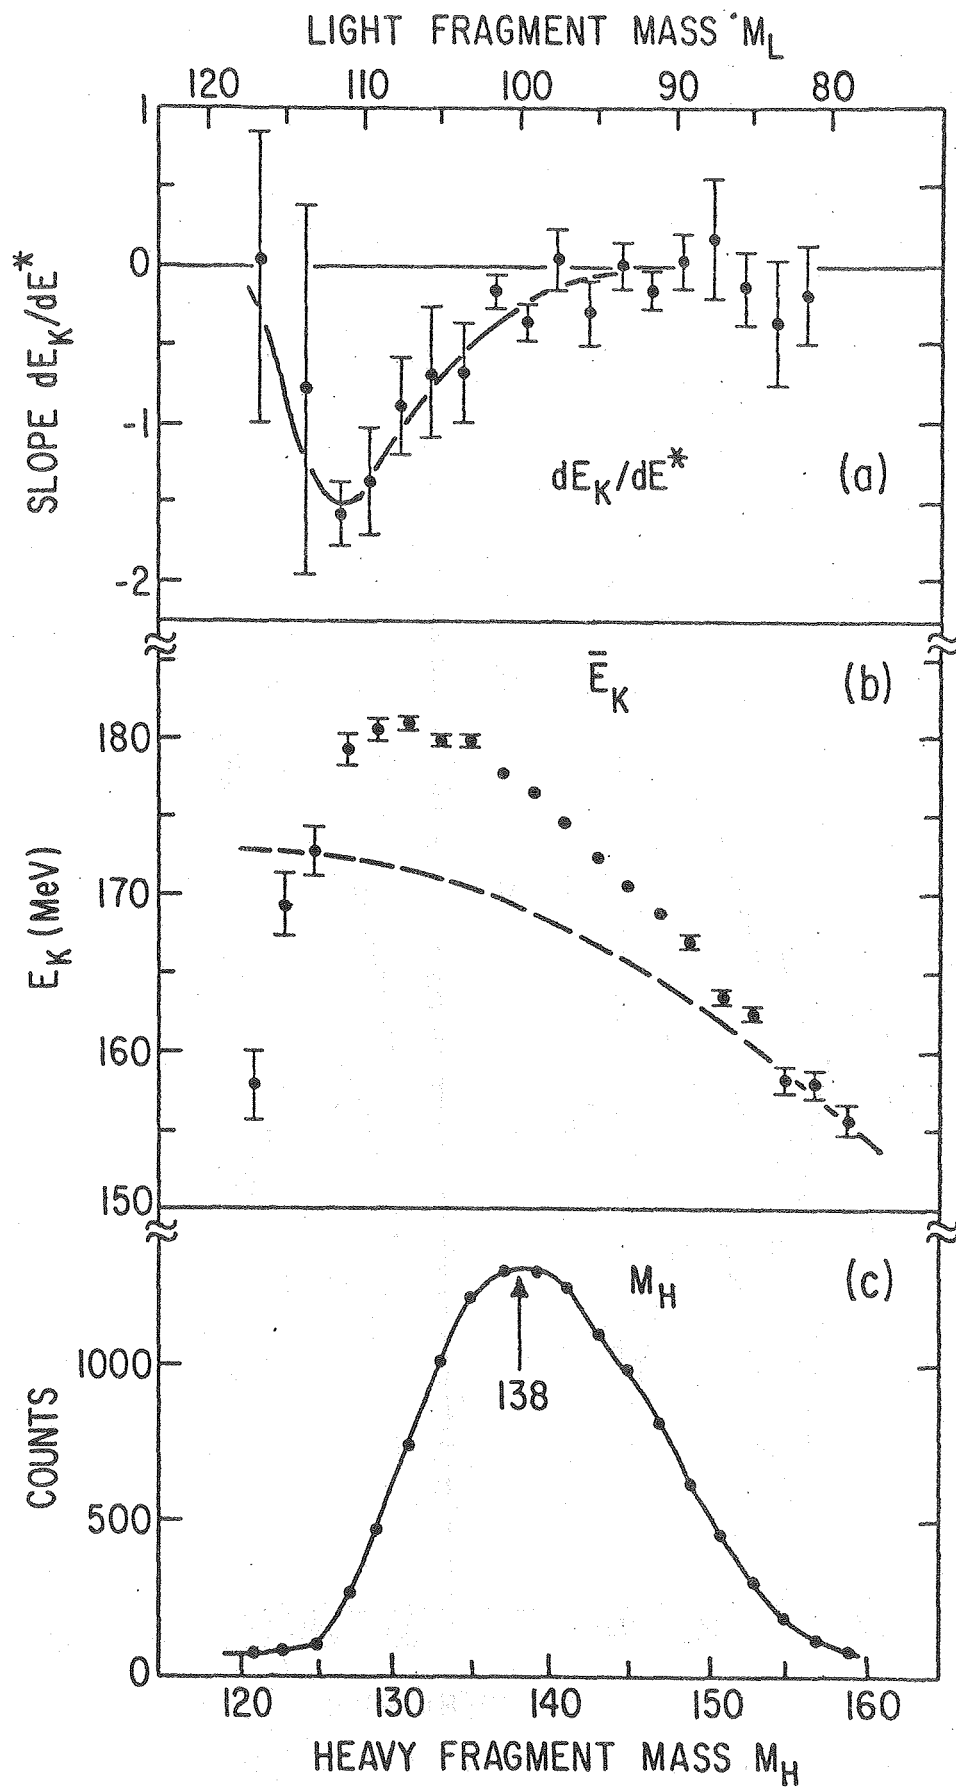 LIGHT FRAGMENT MASS M_L
120 110 100 90 80
1
0
-1
-2
SLOPE dE_K/dE*
dE_K/dE*
(a)
Ē_K
(b)
180
170
160
150
E_K (MeV)
M_H
(c)
138
1000
500
0
COUNTS
120 130 140 150 160
HEAVY FRAGMENT MASS M_H